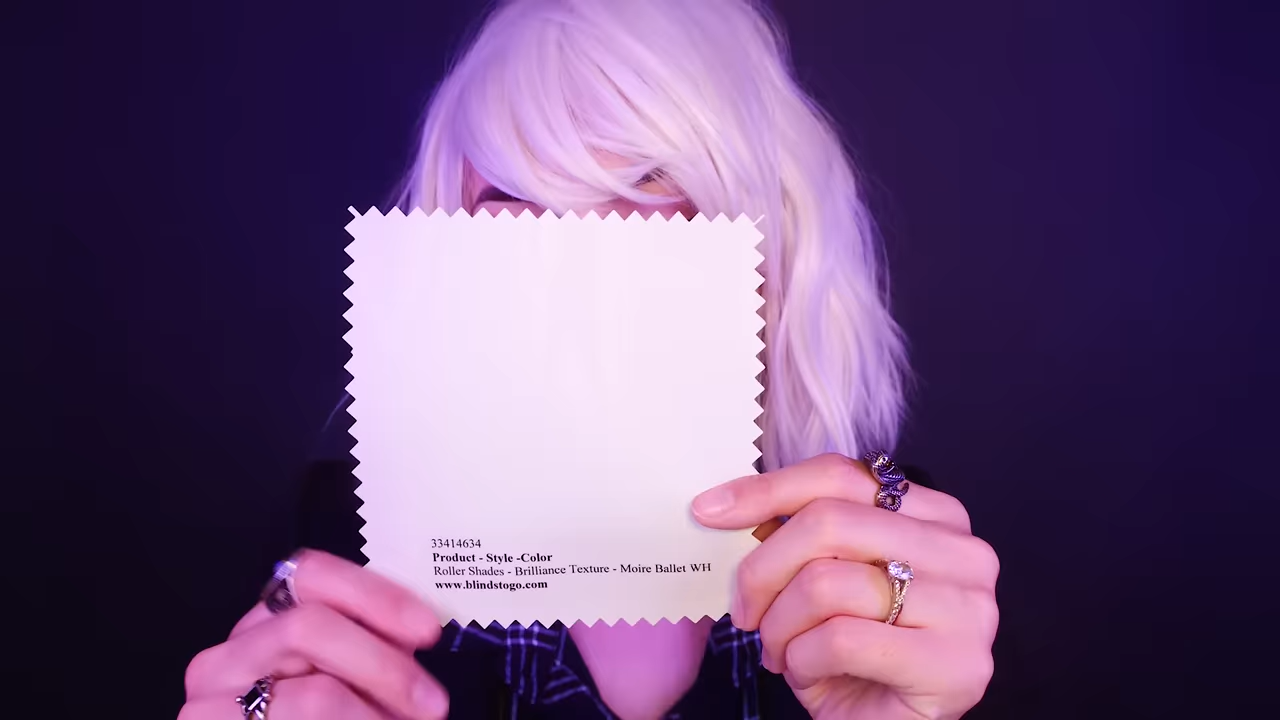 33414634
Product - Style -Color
Roller Shades - Brilliance Texture - Moire Ballet WH
www.blindstogo.com